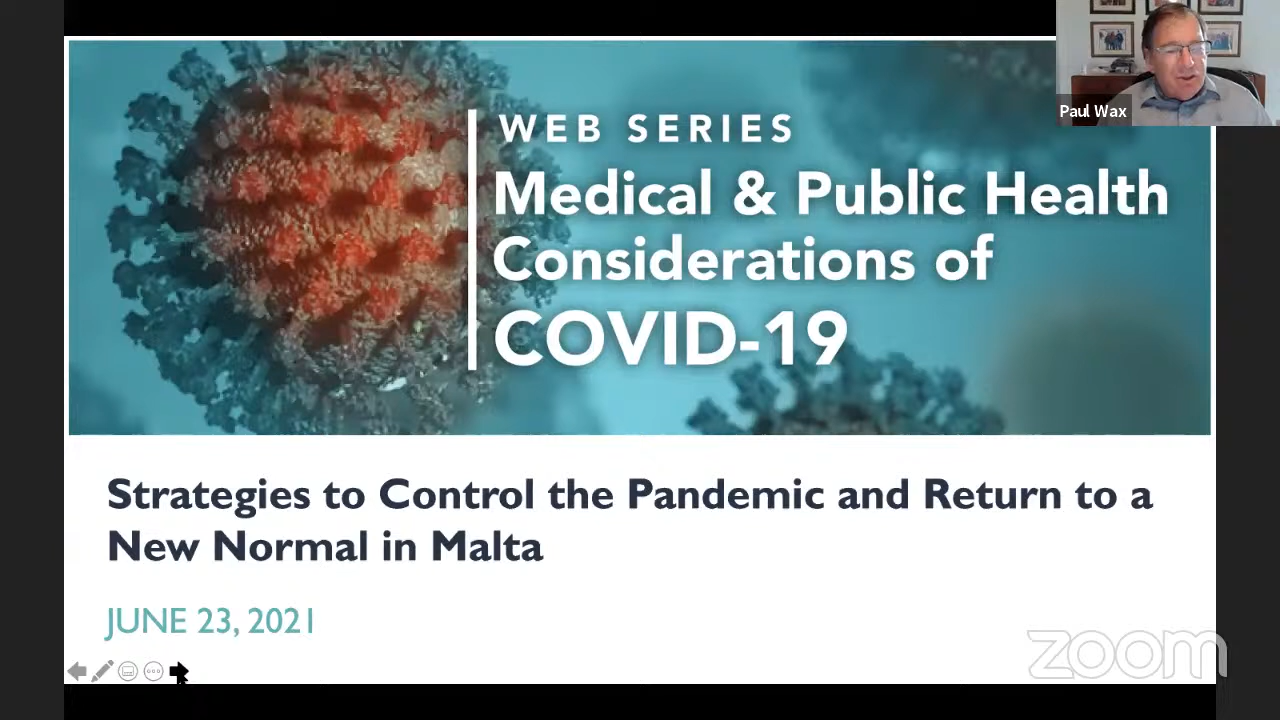 WEB SERIES
Medical & Public Health
Considerations of
COVID-19
Paul Wax
Strategies to Control the Pandemic and Return to a
New Normal in Malta
JUNE 23, 2021
zoom